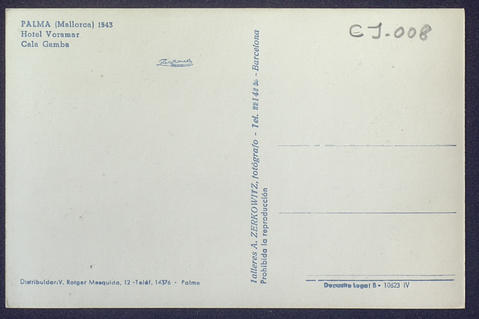 PALMA (Mallorca) 1543
Hotel Voramar
Cala Gamba
CJ-008
Talleres A. ZERKOWITZ, fotógrafo - Tel. - Barcelona
Prohibida la reproducción
Distribuidor: V. Rotger Mesquida, 12 - Teléf. 14376 - Palma
Deposito Legal B - 10623 IV